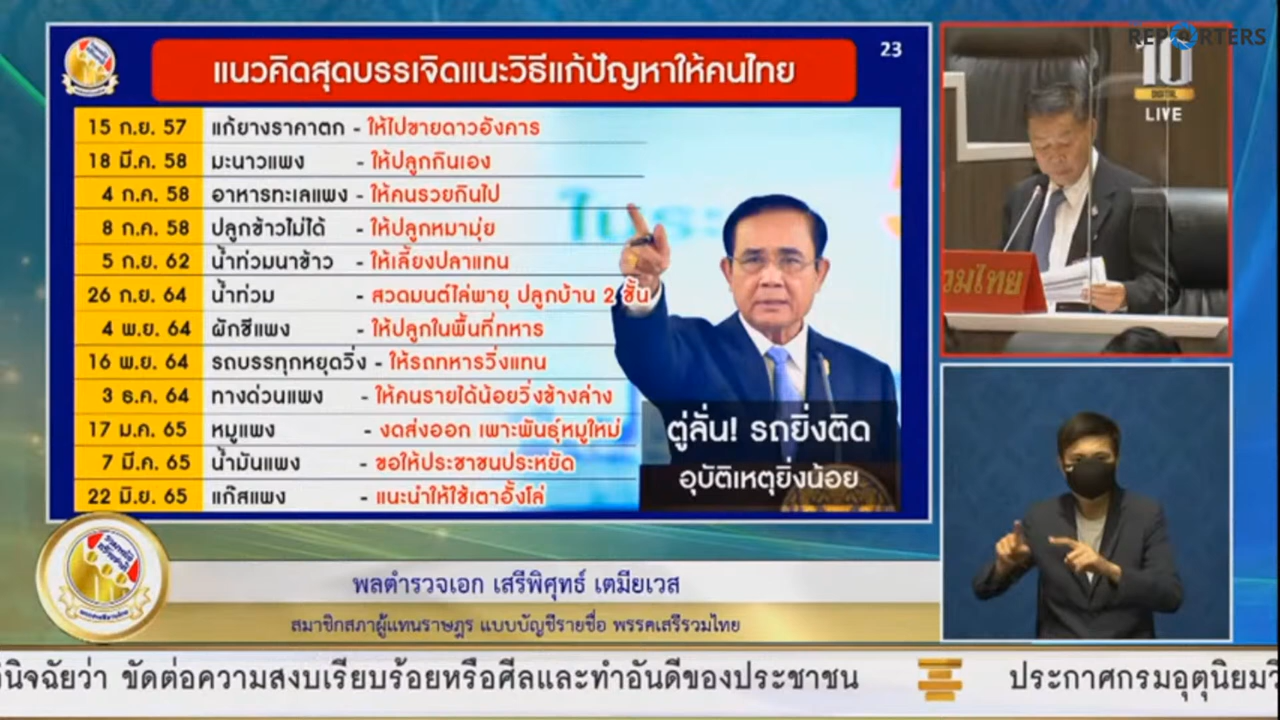 REPORTERS
10
DIGITAL
LIVE
23
แนวคิดสุดบรรเจิดแนะวิธีแก้ปัญหาให้คนไทย
15 ก.ย. 57 แก้ยางราคาตก - ให้ไปขายดาวอังคาร
18 มี.ค. 58 มะนาวแพง - ให้ปลูกกินเอง
4 ก.ค. 58 อาหารทะเลแพง - ให้คนรวยกินไป
8 ก.ค. 58 ปลูกข้าวไม่ได้ - ให้ปลูกหมามุ่ย
5 ก.ย. 62 น้ำท่วมนาข้าว - ให้เลี้ยงปลาแทน
26 ก.ย. 64 น้ำท่วม - สวดมนต์ไล่พายุ ปลูกบ้าน 2 ชั้น
4 พ.ย. 64 ผักชีแพง - ให้ปลูกในพื้นที่ทหาร
16 พ.ย. 64 รถบรรทุกหยุดวิ่ง - ให้รถทหารวิ่งแทน
3 ธ.ค. 64 ทางด่วนแพง - ให้คนรายได้น้อยวิ่งข้างล่าง
17 ม.ค. 65 หมูแพง - งดส่งออก เพาะพันธุ์หมูใหม่
7 มี.ค. 65 น้ำมันแพง - ขอให้ประชาชนประหยัด
22 มิ.ย. 65 แก๊สแพง - แนะนำให้ใช้เตาอั้งโล่
ตู่ลั่น! รถยิ่งติด
อุบัติเหตุยิ่งน้อย
รวมไทย
พลตำรวจเอก เสรีพิศุทธ์ เตมียเวส
สมาชิกสภาผู้แทนราษฎร แบบบัญชีรายชื่อ พรรคเสรีรวมไทย
วินิจฉัยว่า ขัดต่อความสงบเรียบร้อยหรือศีลและทำอันดีของประชาชน ประกาศกรมอุตุนิยมวิ